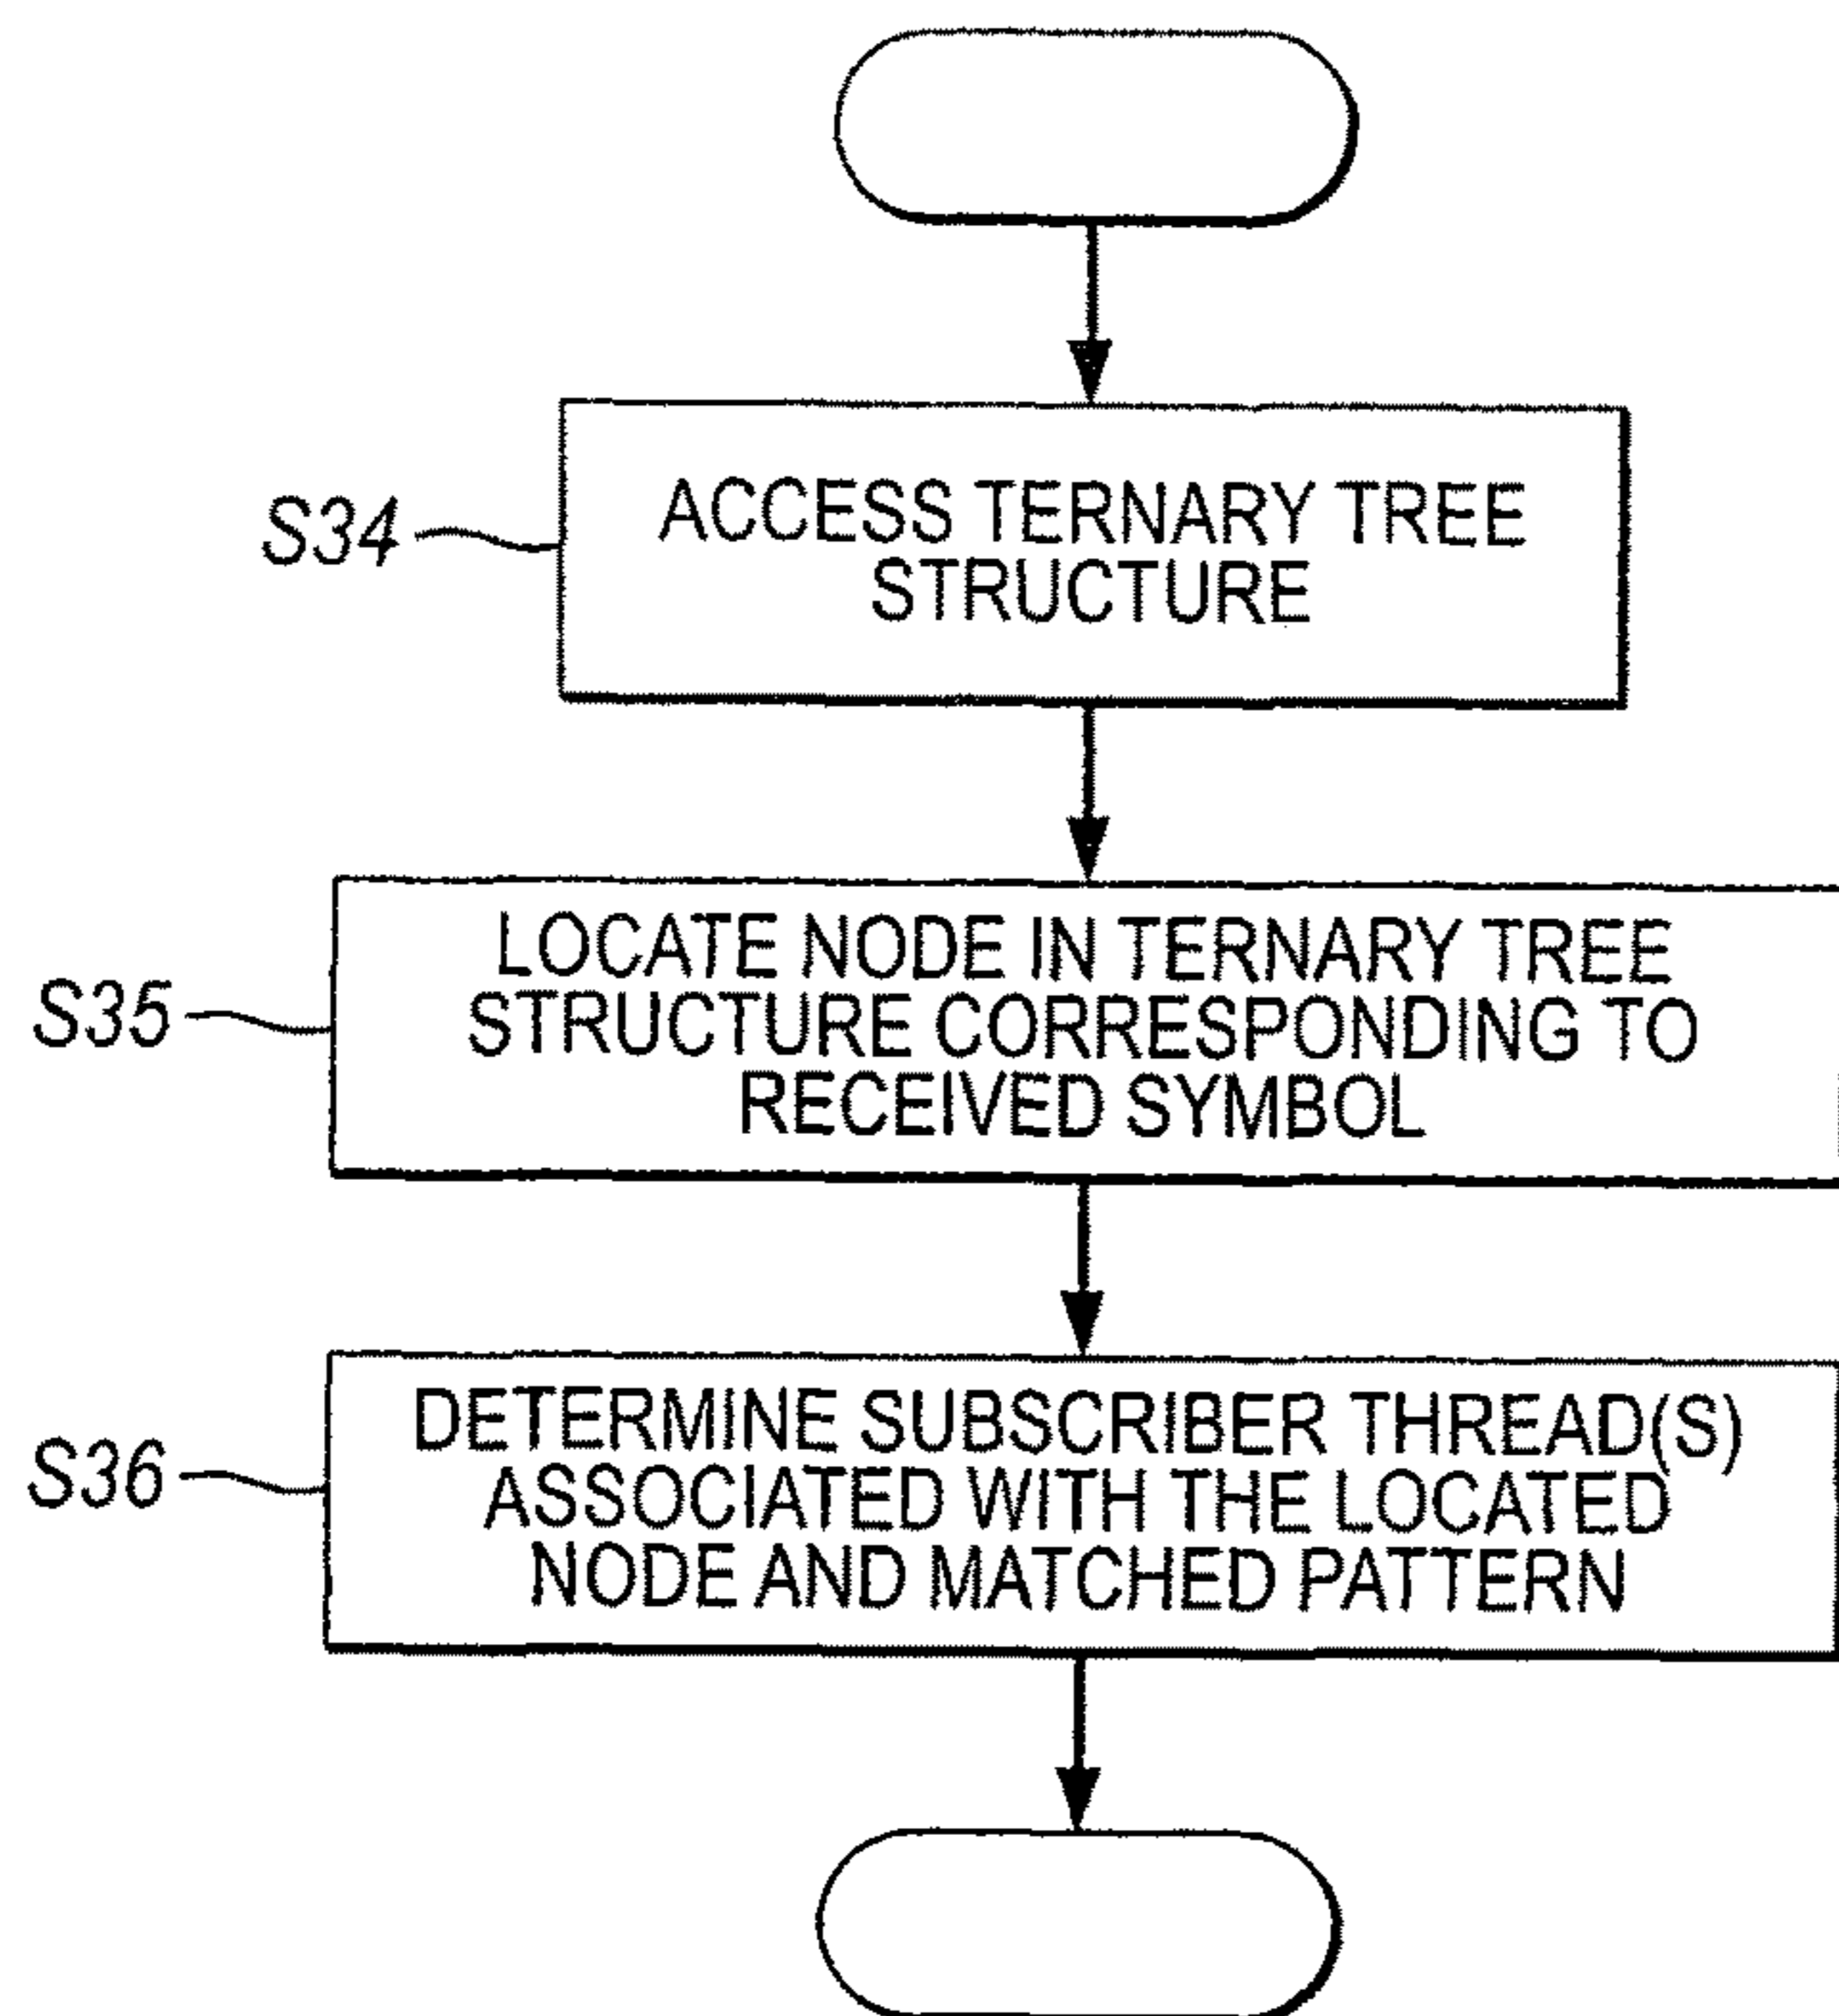 S34
ACCESS TERNARY TREE
STRUCTURE
S35
LOCATE NODE IN TERNARY TREE
STRUCTURE CORRESPONDING TO
RECEIVED SYMBOL
S36
DETERMINE SUBSCRIBER THREAD(S)
ASSOCIATED WITH THE LOCATED
NODE AND MATCHED PATTERN